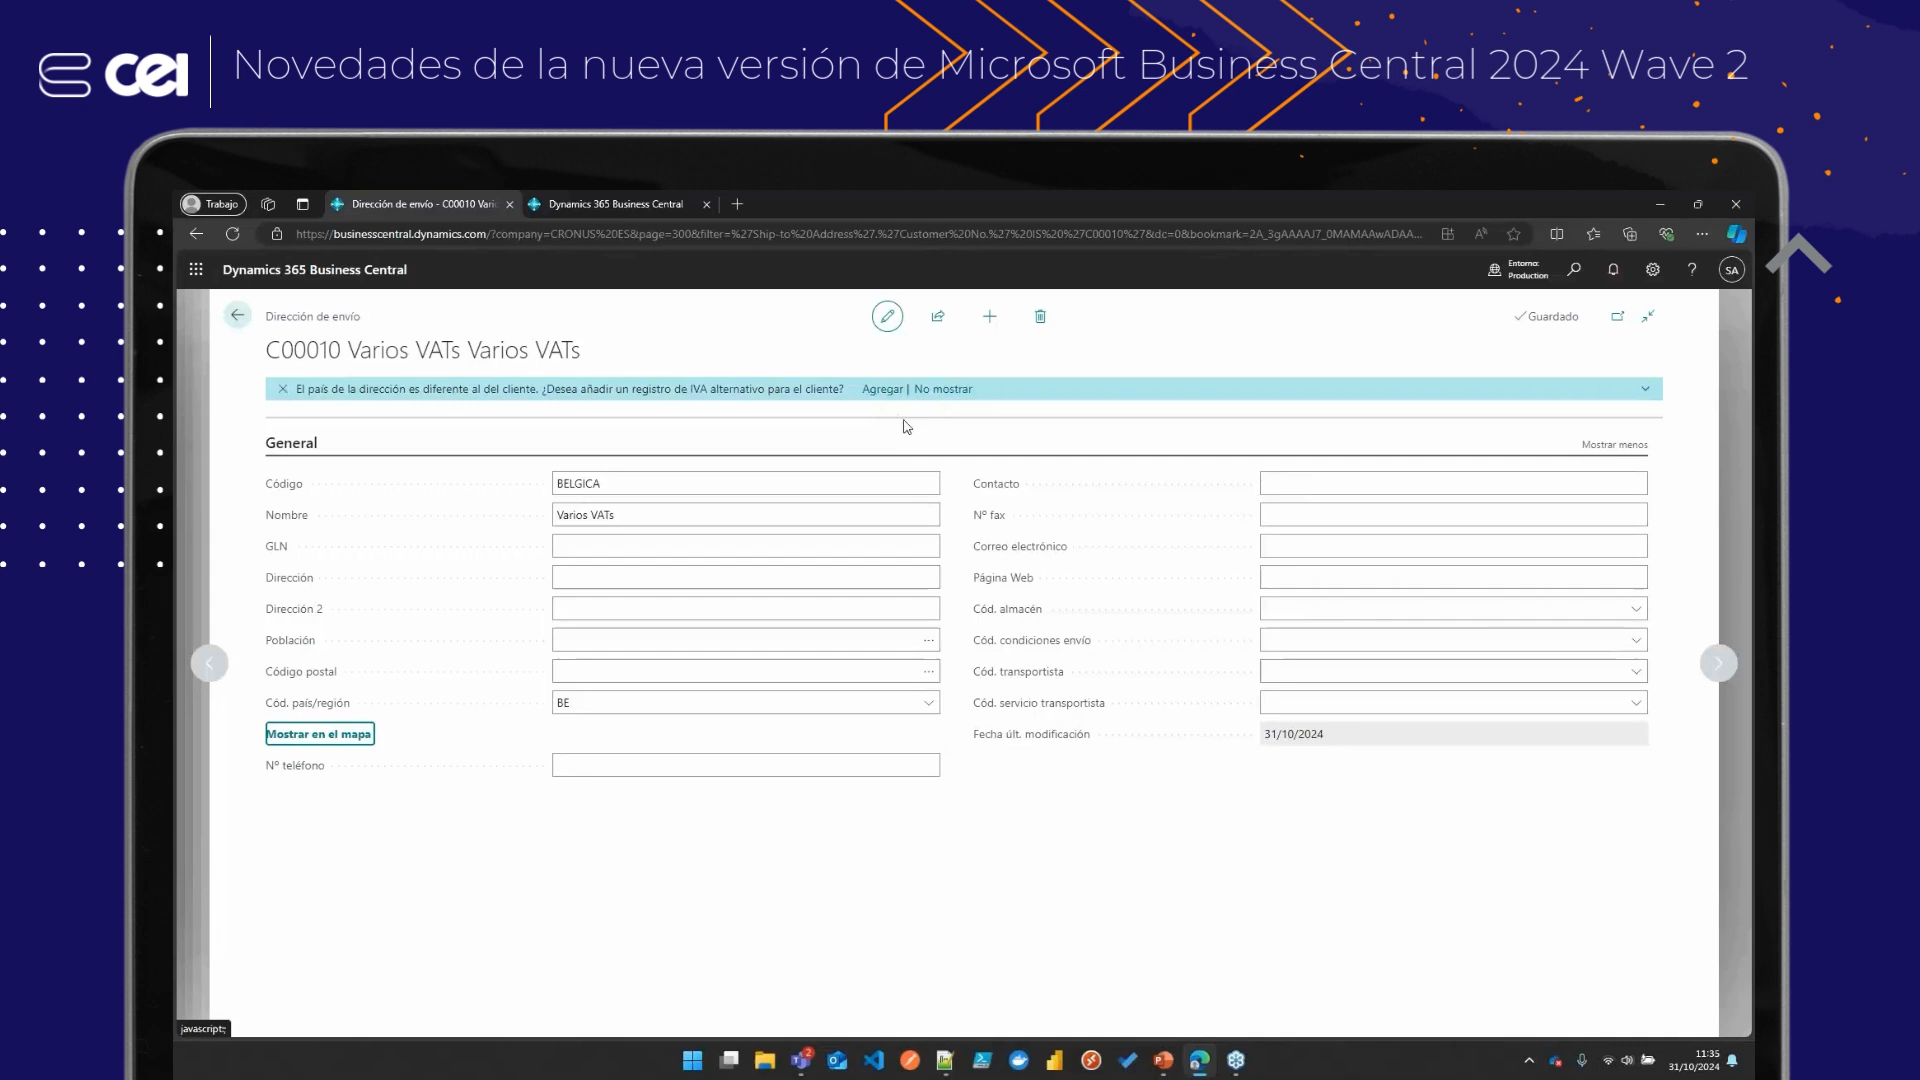 cei
Novedades de la nueva versión de Microsoft Business Central 2024 Wave 2
Trabajo
Dirección de envío - C00010 Vari
Dynamics 365 Business Central
https://businesscentral.dynamics.com/?company=CRONUS%20ES&page=300&filter=%27Ship-to%20Address%27.%27Customer%20No.%27%20IS%20%27C00010%27&dc=0&bookmark=2A_3gAAAAJ7_0MAMAAwADAA...
Dynamics 365 Business Central
Entorno:
Production
SA
Dirección de envío
Guardado
C00010 Varios VATs Varios VATs
El país de la dirección es diferente al del cliente. ¿Desea añadir un registro de IVA alternativo para el cliente? Agregar | No mostrar
General
Mostrar menos
Código BELGICA
Contacto
Nombre Varios VATs
Nº fax
GLN
Correo electrónico
Dirección
Página Web
Dirección 2
Cód. almacén
Población
Cód. condiciones envío
Código postal
Cód. transportista
Cód. país/región BE
Cód. servicio transportista
Mostrar en el mapa
Fecha últ. modificación 31/10/2024
Nº teléfono
javascript:;
2
11:35
31/10/2024